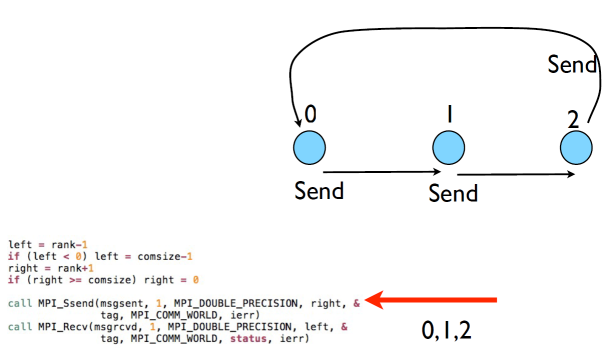 Send
0
1
2
Send
Send
left = rank-1
if (left < 0) left = comsize-1
right = rank+1
if (right >= comsize) right = 0
call MPI_Ssend(msgsent, 1, MPI_DOUBLE_PRECISION, right, &
tag, MPI_COMM_WORLD, ierr)
call MPI_Recv(msgrcvd, 1, MPI_DOUBLE_PRECISION, left, &
tag, MPI_COMM_WORLD, status, ierr)
0,1,2